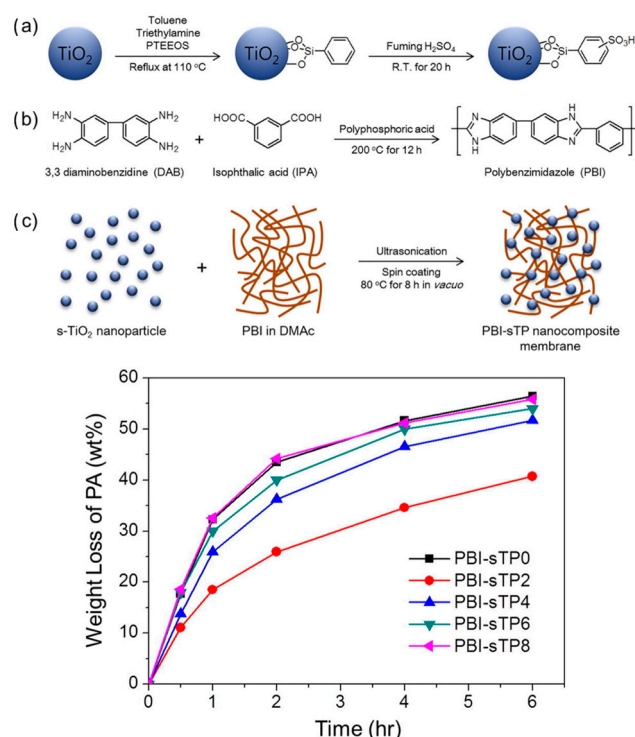 (a)
TiO2
Toluene
Triethylamine
PTEEOS
Reflux at 110 °C
TiO2
O
O
O
Si
Fuming H2SO4
R.T. for 20 h
TiO2
O
O
O
Si
SO3H
(b)
H2N
H2N
NH2
NH2
3,3 diaminobenzidine (DAB)
+
HOOC
COOH
Isophthalic acid (IPA)
Polyphosphoric acid
200 °C for 12 h
N
N
H
H
N
N
Polybenzimidazole (PBI)
(c)
s-TiO2 nanoparticle
+
PBI in DMAc
Ultrasonication
Spin coating
80 °C for 8 h in vacuo
PBI-sTP nanocomposite
membrane
Weight Loss of PA (wt%)
60
50
40
30
20
10
0
PBI-sTP0
PBI-sTP2
PBI-sTP4
PBI-sTP6
PBI-sTP8
0 1 2 3 4 5 6
Time (hr)